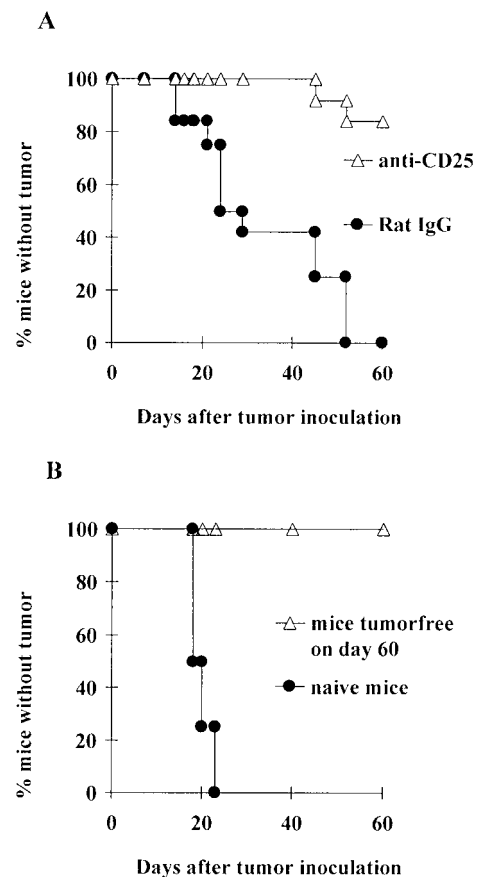 A
100
80
60
40
20
0
% mice without tumor
anti-CD25
Rat IgG
0 20 40 60
Days after tumor inoculation
B
100
80
60
40
20
0
% mice without tumor
mice tumorfree
on day 60
naive mice
0 20 40 60
Days after tumor inoculation